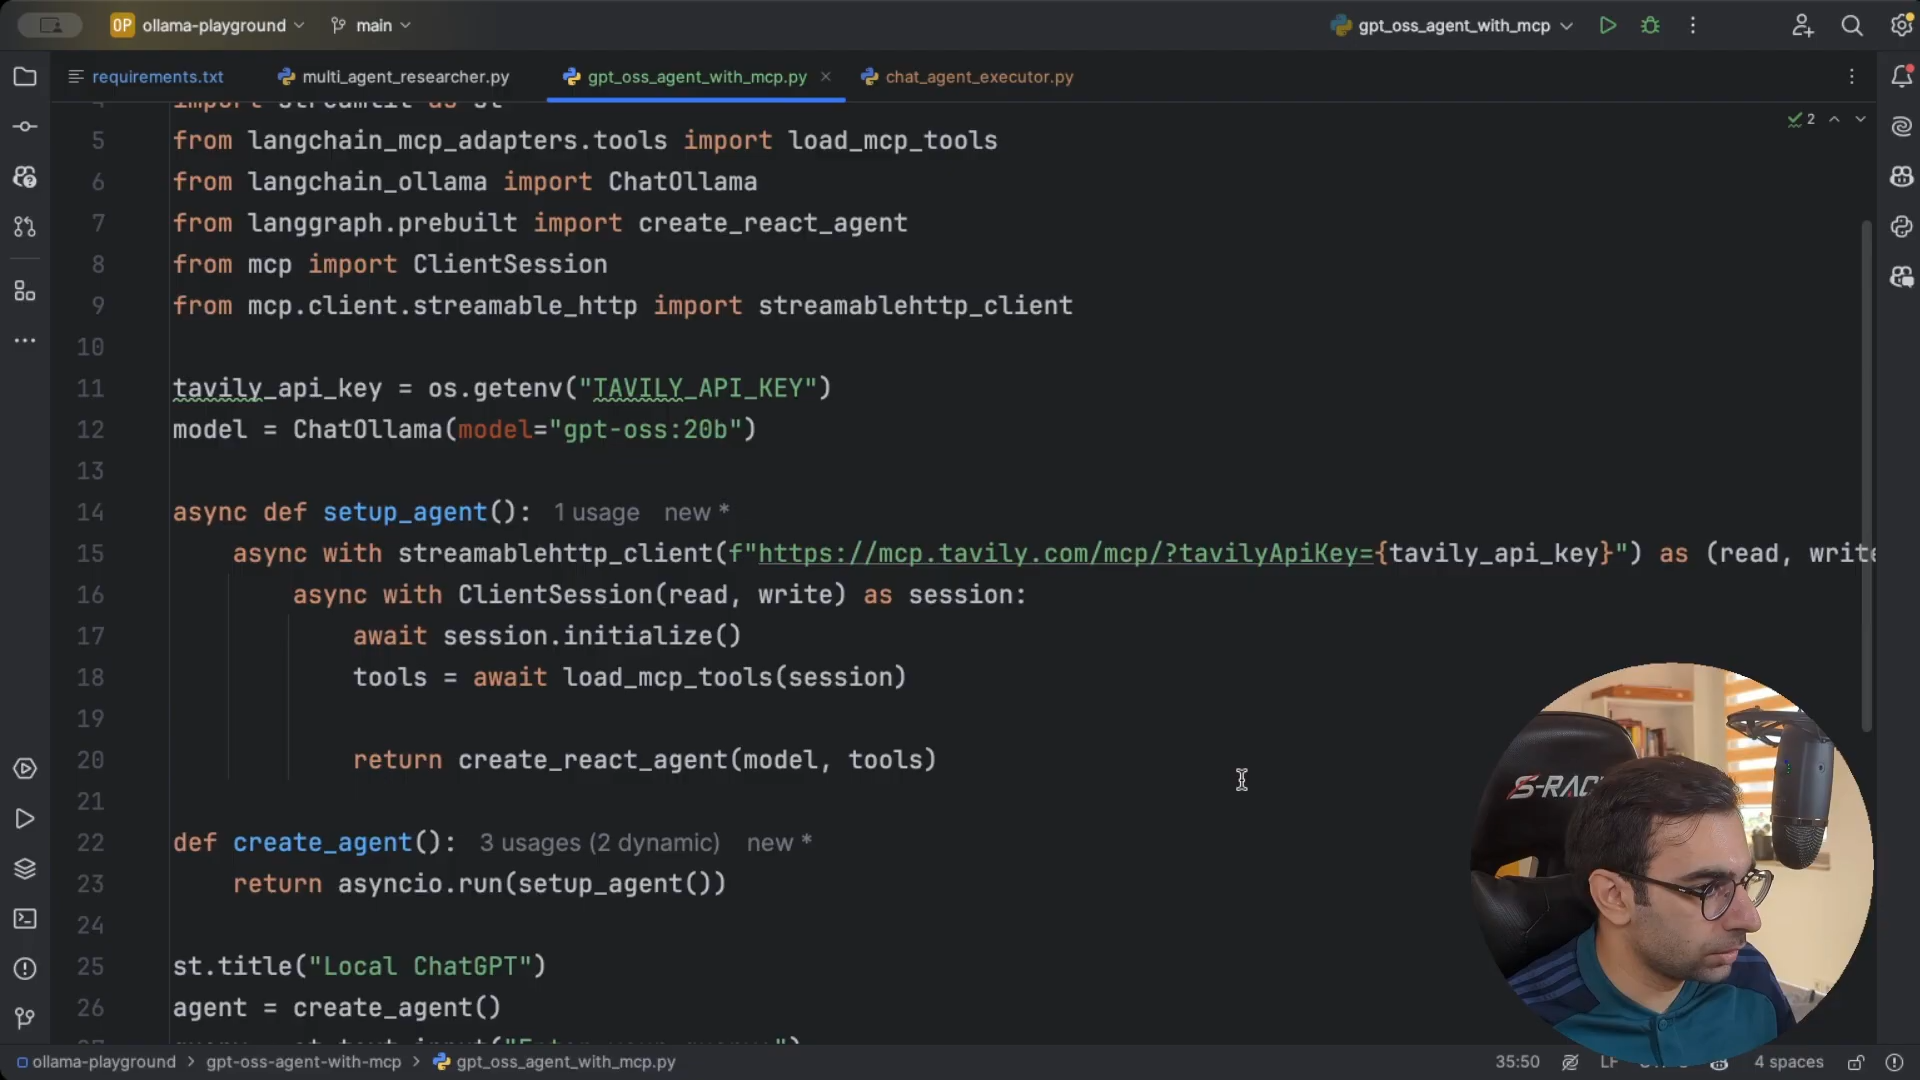 OP ollama-playground main gpt_oss_agent_with_mcp
requirements.txt multi_agent_researcher.py gpt_oss_agent_with_mcp.py chat_agent_executor.py
import streamlit as st
5 from langchain_mcp_adapters.tools import load_mcp_tools 2
6 from langchain_ollama import ChatOllama
7 from langgraph.prebuilt import create_react_agent
8 from mcp import ClientSession
9 from mcp.client.streamable_http import streamablehttp_client
10
11 tavily_api_key = os.getenv("TAVILY_API_KEY")
12 model = ChatOllama(model="gpt-oss:20b")
13
14 async def setup_agent(): 1 usage new *
15 async with streamablehttp_client(f"https://mcp.tavily.com/mcp/?tavilyApiKey={tavily_api_key}") as (read, write
16 async with ClientSession(read, write) as session:
17 await session.initialize()
18 tools = await load_mcp_tools(session)
19
20 return create_react_agent(model, tools)
21
22 def create_agent(): 3 usages (2 dynamic) new *
23 return asyncio.run(setup_agent())
24
25 st.title("Local ChatGPT")
26 agent = create_agent()
S-RAC
ollama-playground > gpt-oss-agent-with-mcp > gpt_oss_agent_with_mcp.py 35:50 LF 4 spaces